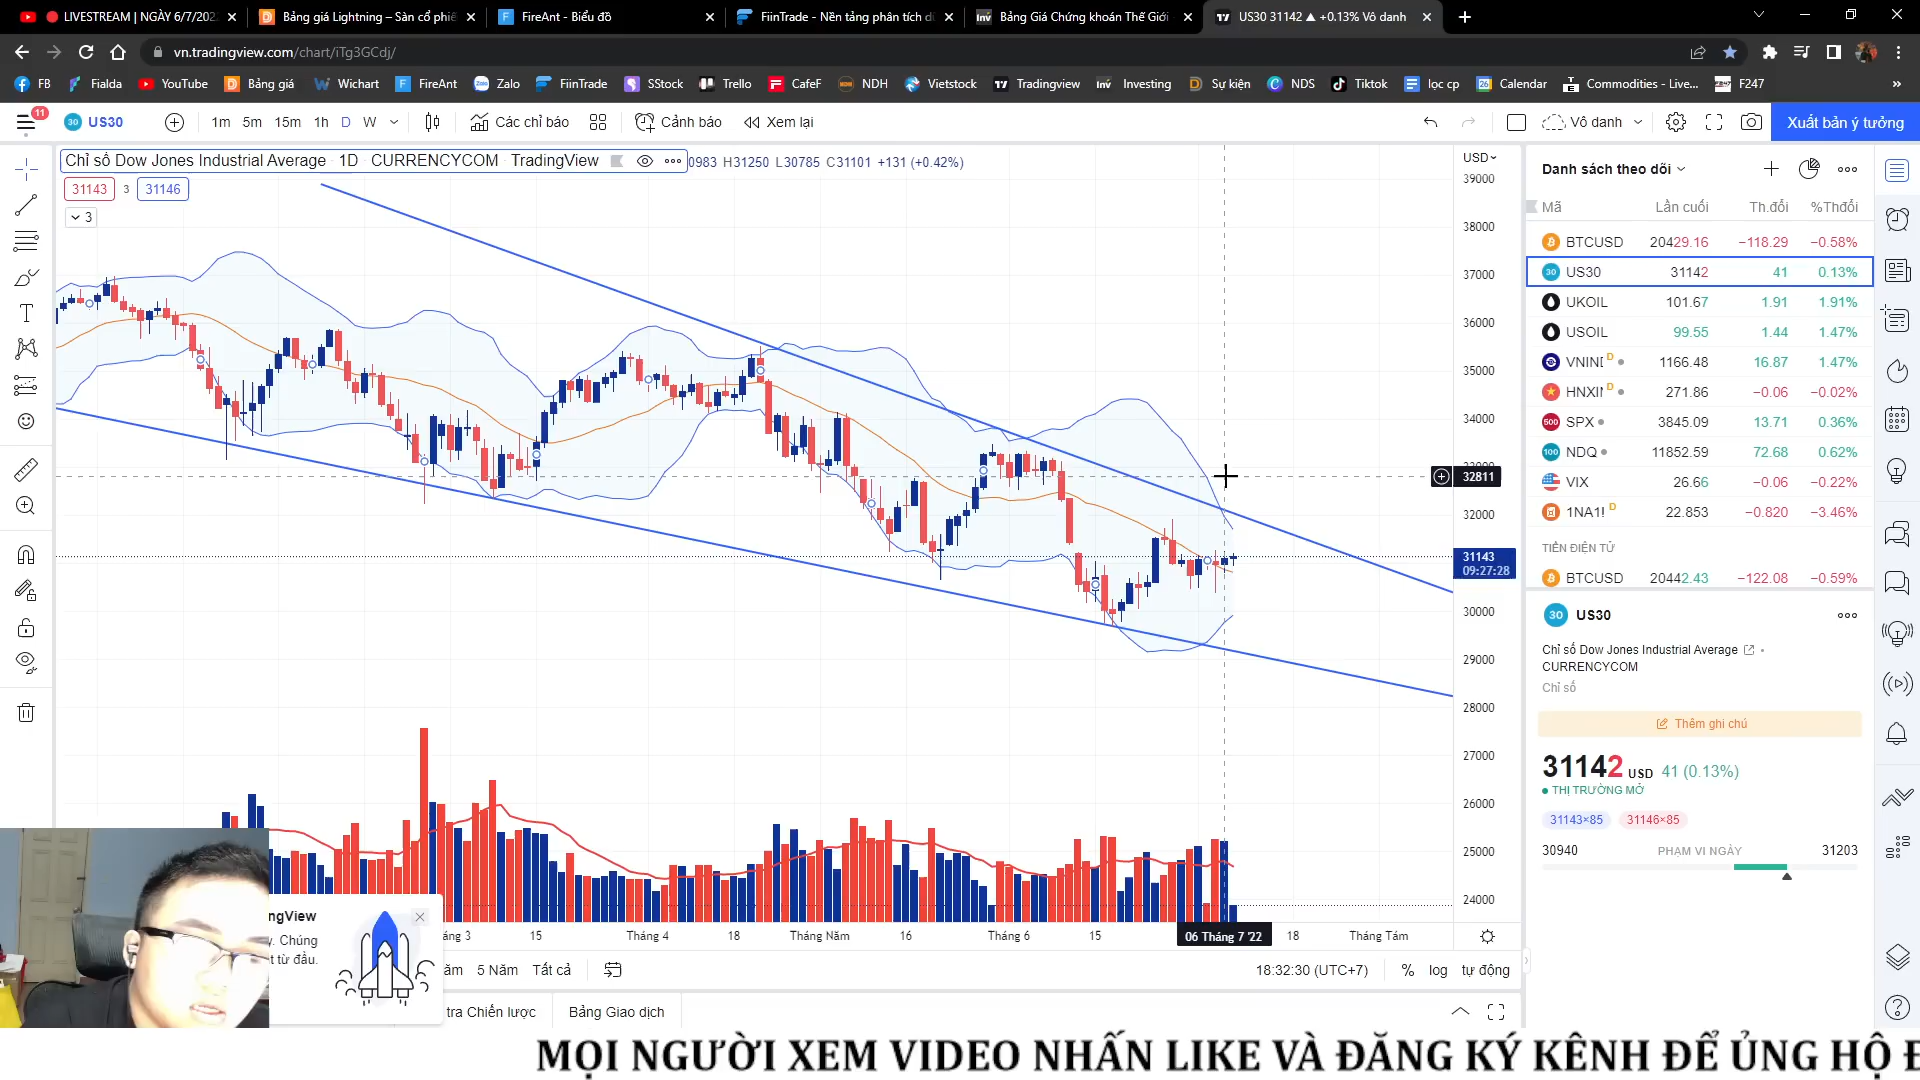 LIVESTREAM | NGÀY 6/7/202
Bảng giá Lightning – Sàn cổ phiế
FireAnt - Biểu đồ
FiinTrade - Nền tảng phân tích d
Bảng Giá Chứng khoán Thế Giới
US30 31142 ▲ +0.13% Vô danh
vn.tradingview.com/chart/iTg3GCdj/
FB Fialda YouTube Bảng giá Wichart FireAnt Zalo FiinTrade SStock Trello CafeF NDH Vietstock Tradingview Investing Sự kiện NDS Tiktok lọc cp Calendar Commodities - Live... F247
11
US30 1m 5m 15m 1h D W Các chỉ báo Cảnh báo Xem lại Vô danh Xuất bản ý tưởng
Chỉ số Dow Jones Industrial Average 1D CURRENCYCOM TradingView 0983 H31250 L30785 C31101 +131 (+0.42%)
31143 3 31146
3
USD
39000
38000
37000
36000
35000
34000
32811
32000
31143
09:27:28
30000
29000
28000
27000
26000
25000
24000
15 Tháng 4 18 Tháng Năm 16 Tháng 6 15 06 Tháng 7 '22 18 Tháng Tám
5 Năm Tất cả
18:32:30 (UTC+7) % log tự động
tra Chiến lược Bảng Giao dịch
ngView
y. Chúng
t từ đầu.
Danh sách theo dõi
Mã Lần cuối Th.đổi %Thđổi
BTCUSD 20429.16 −118.29 −0.58%
US30 31142 41 0.13%
UKOIL 101.67 1.91 1.91%
USOIL 99.55 1.44 1.47%
VNINI D 1166.48 16.87 1.47%
HNXII D 271.86 −0.06 −0.02%
SPX 3845.09 13.71 0.36%
NDQ 11852.59 72.68 0.62%
VIX 26.66 −0.06 −0.22%
1NA1! D 22.853 −0.820 −3.46%
TIỀN ĐIỆN TỬ
BTCUSD 20442.43 −122.08 −0.59%
US30
Chỉ số Dow Jones Industrial Average
CURRENCYCOM
Chỉ số
Thêm ghi chú
31142 USD 41 (0.13%)
THỊ TRƯỜNG MỞ
31143×85 31146×85
30940 PHẠM VI NGÀY 31203
MỌI NGƯỜI XEM VIDEO NHẤN LIKE VÀ ĐĂNG KÝ KÊNH ĐỂ ỦNG HỘ